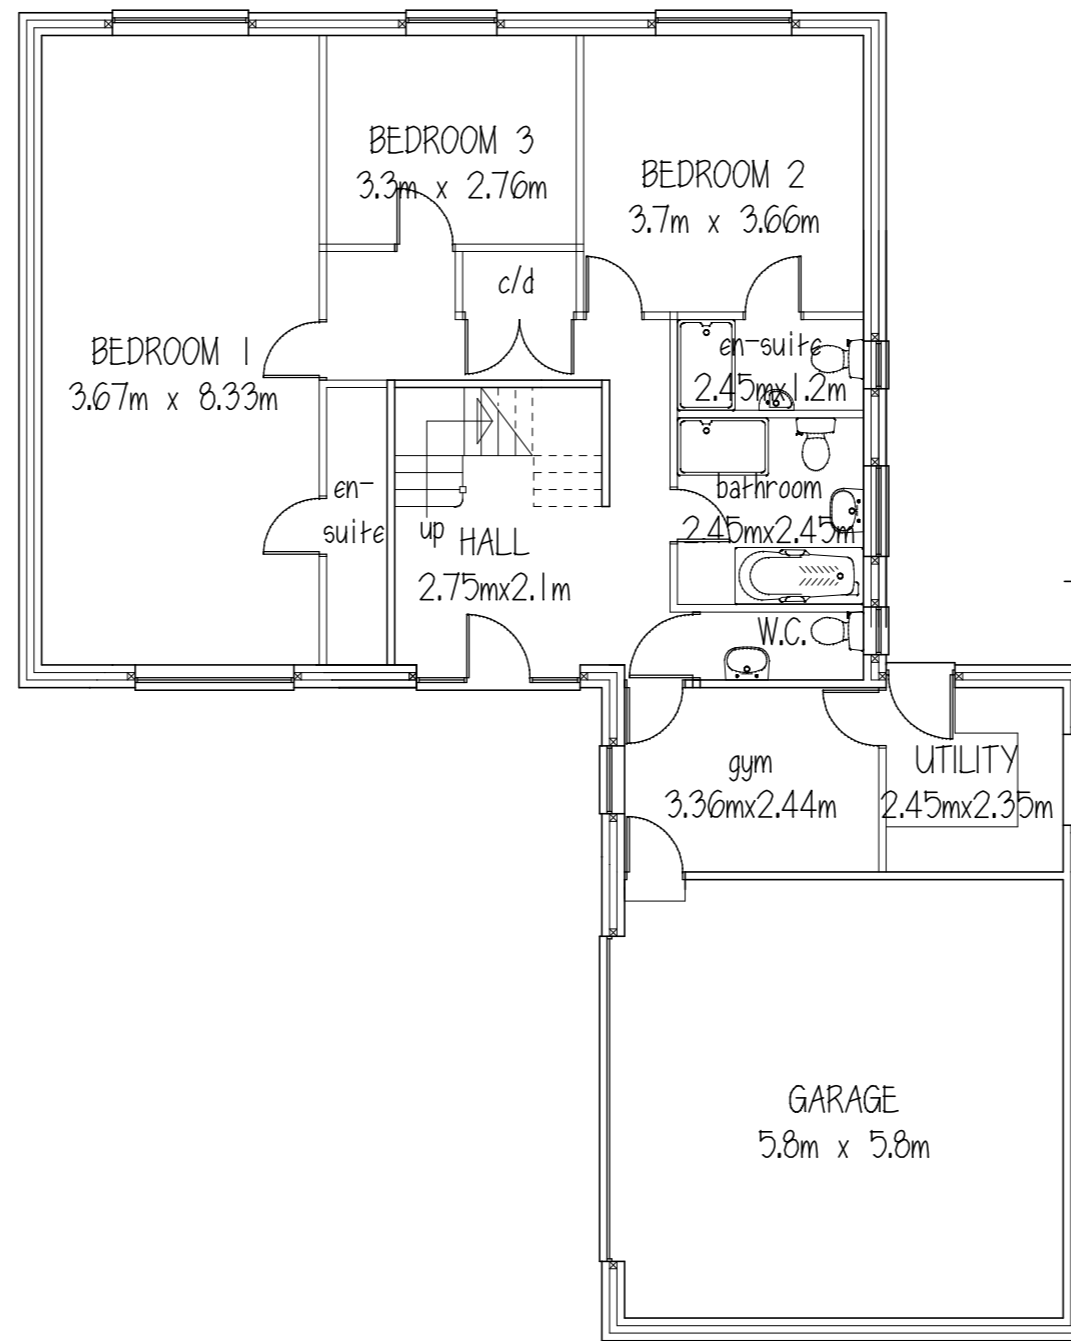 BEDROOM 3
3.3m x 2.76m
BEDROOM 2
3.7m x 3.66m
c/d
BEDROOM 1
3.67m x 8.33m
en-suite
2.45mx1.2m
en-
suite
up
HALL
2.75mx2.1m
bathroom
2.45mx2.45m
W.C.
gym
3.36mx2.44m
UTILITY
2.45mx2.35m
GARAGE
5.8m x 5.8m